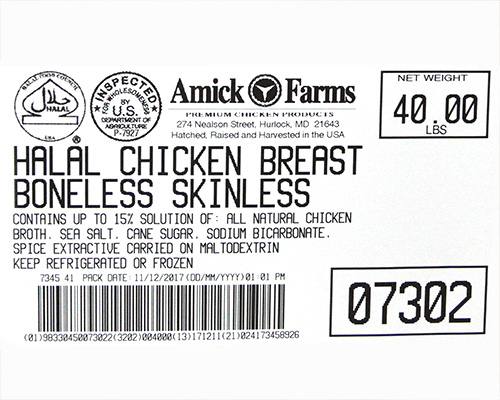 HALAL FOOD COUNCIL
حلال
HALAL
USA
®
INSPECTED
FOR WHOLESOMENESS
BY
U.S.
DEPARTMENT OF
AGRICULTURE
P-7927
Amick Farms
PREMIUM CHICKEN PRODUCTS
274 Nealson Street, Hurlock, MD 21643
Hatched, Raised and Harvested in the USA
NET WEIGHT
40.00
LBS
HALAL CHICKEN BREAST
BONELESS SKINLESS
CONTAINS UP TO 15% SOLUTION OF: ALL NATURAL CHICKEN
BROTH, SEA SALT, CANE SUGAR, SODIUM BICARBONATE,
SPICE EXTRACTIVE CARRIED ON MALTODEXTRIN
KEEP REFRIGERATED OR FROZEN
7345 41 PACK DATE: 11/12/2017 (DD/MM/YYYY) 01:01 PM
07302
(01)98330450073022(3202)004000(13)171211(21)024173458926